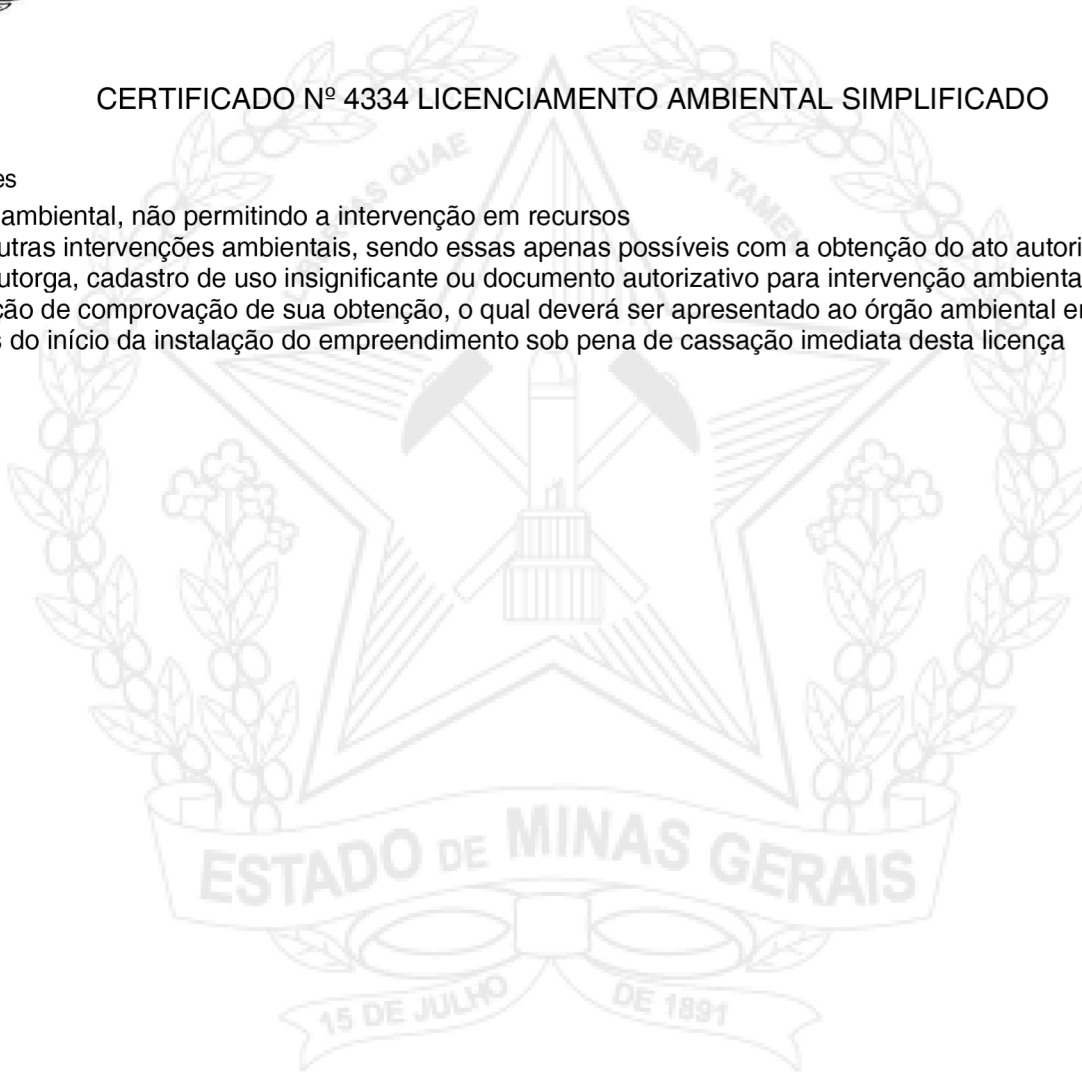 CERTIFICADO Nº 4334 LICENCIAMENTO AMBIENTAL SIMPLIFICADO
es
ambiental, não permitindo a intervenção em recursos
utras intervenções ambientais, sendo essas apenas possíveis com a obtenção do ato autori
utorga, cadastro de uso insignificante ou documento autorizativo para intervenção ambienta
ção de comprovação de sua obtenção, o qual deverá ser apresentado ao órgão ambiental e
s do início da instalação do empreendimento sob pena de cassação imediata desta licença
QUAE SERA TAMEN
ESTADO DE MINAS GERAIS
15 DE JULHO DE 1891